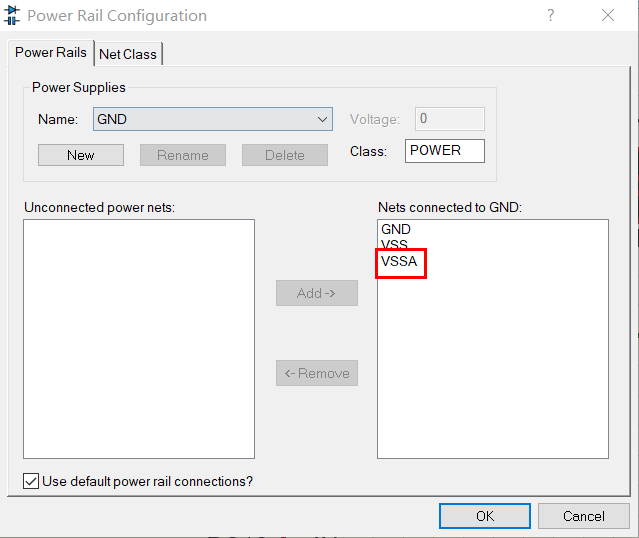 Power Rail Configuration
?
Power Rails
Net Class
Power Supplies
Name:
GND
Voltage:
0
New
Rename
Delete
Class:
POWER
Unconnected power nets:
Nets connected to GND:
GND
VSS
VSSA
Add ->
<- Remove
Use default power rail connections?
OK
Cancel